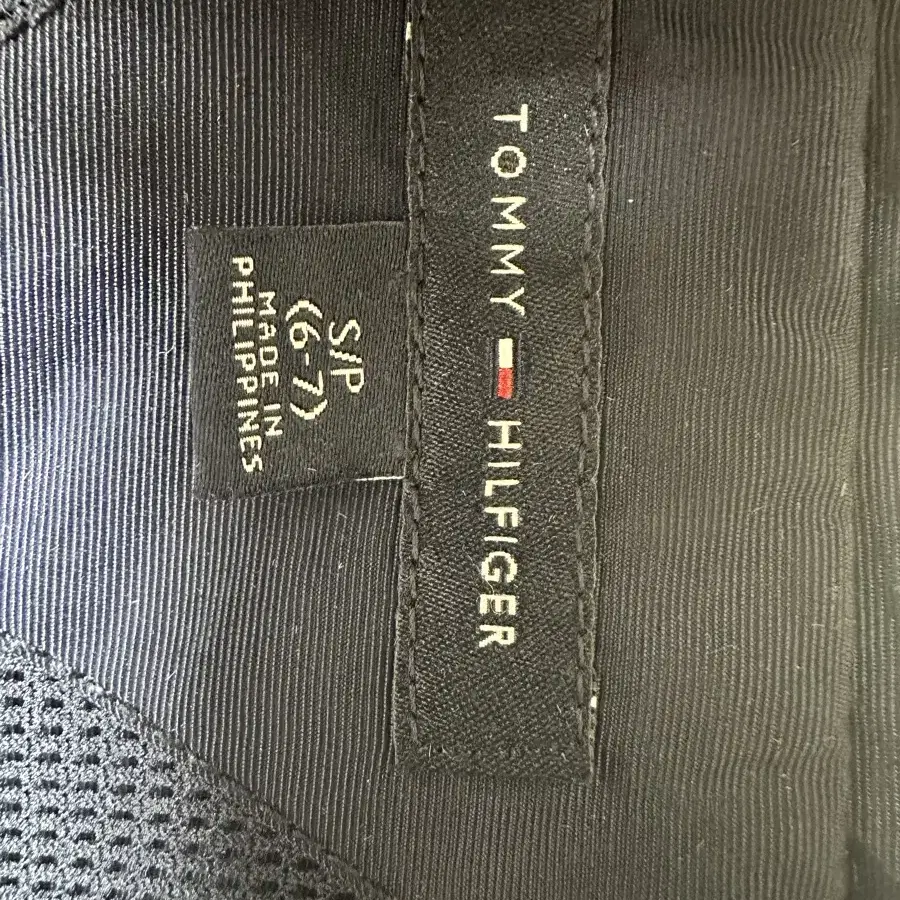 TOMMY HILFIGER
S/P
(6-7)
MADE IN
PHILIPPINES